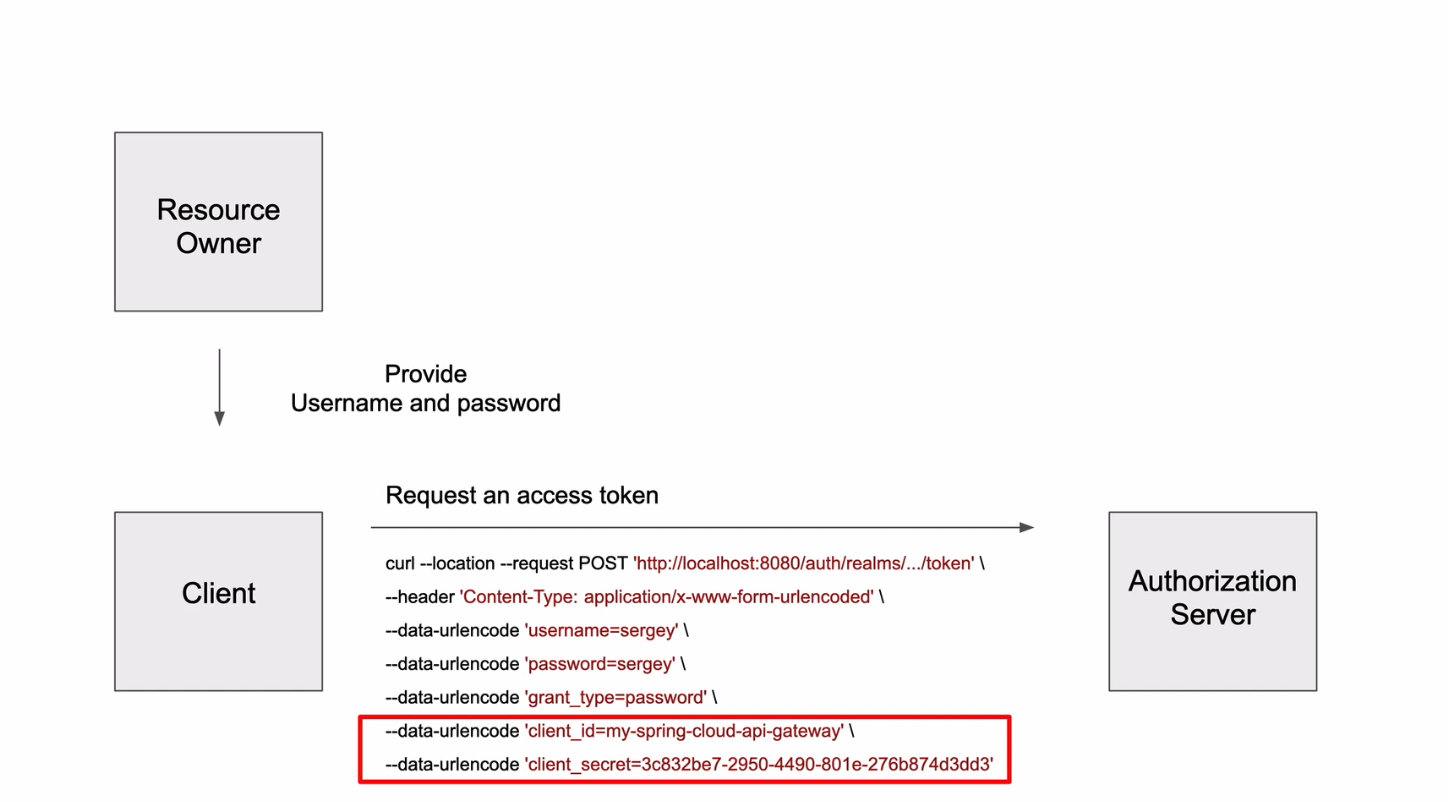 Resource
Owner
Provide
Username and password
Request an access token
Client
curl --location --request POST 'http://localhost:8080/auth/realms/.../token' \
--header 'Content-Type: application/x-www-form-urlencoded' \
--data-urlencode 'username=sergey' \
--data-urlencode 'password=sergey' \
--data-urlencode 'grant_type=password' \
--data-urlencode 'client_id=my-spring-cloud-api-gateway' \
--data-urlencode 'client_secret=3c832be7-2950-4490-801e-276b874d3dd3'
Authorization
Server